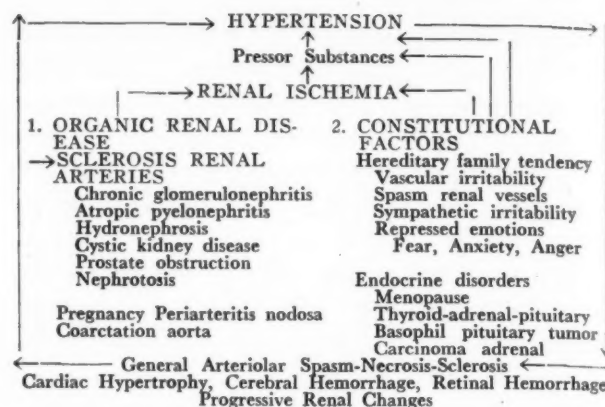 HYPERTENSION
Pressor Substances
RENAL ISCHEMIA
1. ORGANIC RENAL DIS-
EASE
SCLEROSIS RENAL
ARTERIES
Chronic glomerulonephritis
Atropic pyelonephritis
Hydronephrosis
Cystic kidney disease
Prostate obstruction
Nephrotosis
Pregnancy Periarteritis nodosa
Coarctation aorta
2. CONSTITUTIONAL
FACTORS
Hereditary family tendency
Vascular irritability
Spasm renal vessels
Sympathetic irritability
Repressed emotions
Fear, Anxiety, Anger
Endocrine disorders
Menopause
Thyroid-adrenal-pituitary
Basophil pituitary tumor
Carcinoma adrenal
General Arteriolar Spasm-Necrosis-Sclerosis
Cardiac Hypertrophy, Cerebral Hemorrhage, Retinal Hemorrhage
Progressive Renal Changes